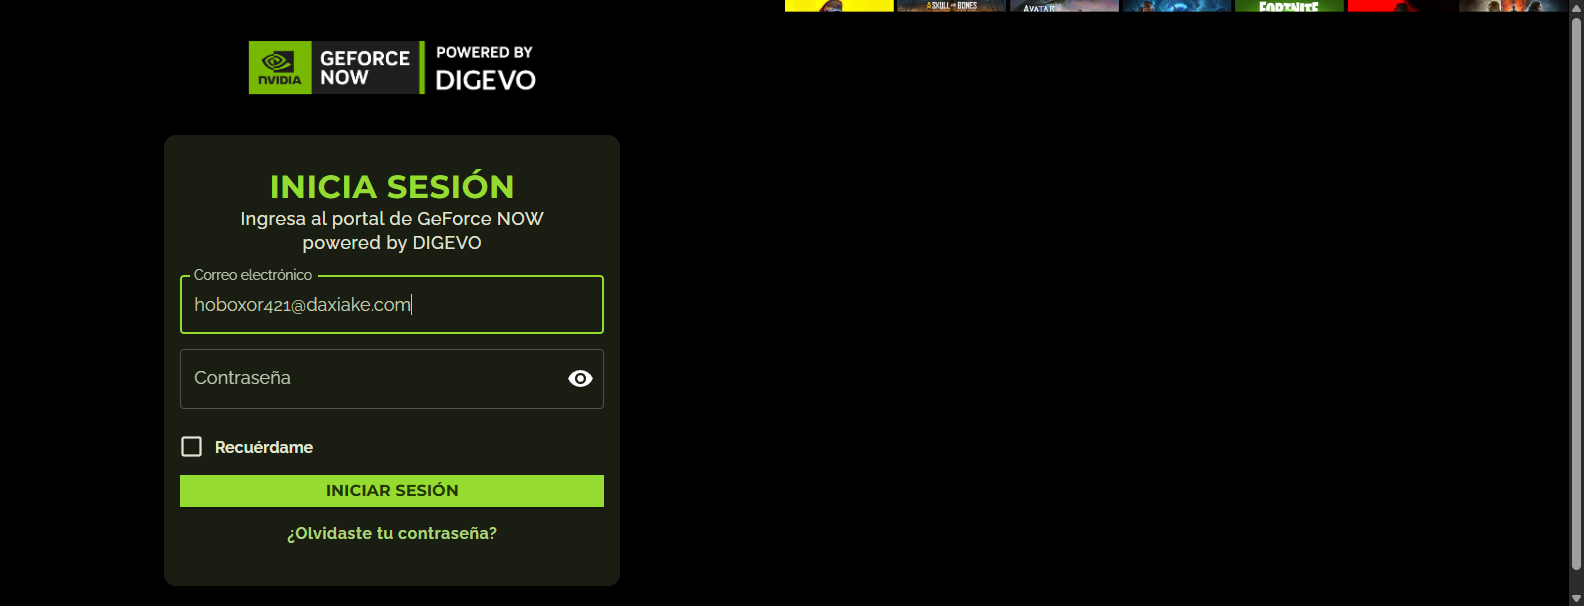 SKULL AND BONES
AVATAR
FORTNITE
NVIDIA
GEFORCE NOW
POWERED BY
DIGEVO
INICIA SESIÓN
Ingresa al portal de GeForce NOW
powered by DIGEVO
Correo electrónico
hoboxor421@daxiake.com
Contraseña
Recuérdame
INICIAR SESIÓN
¿Olvidaste tu contraseña?